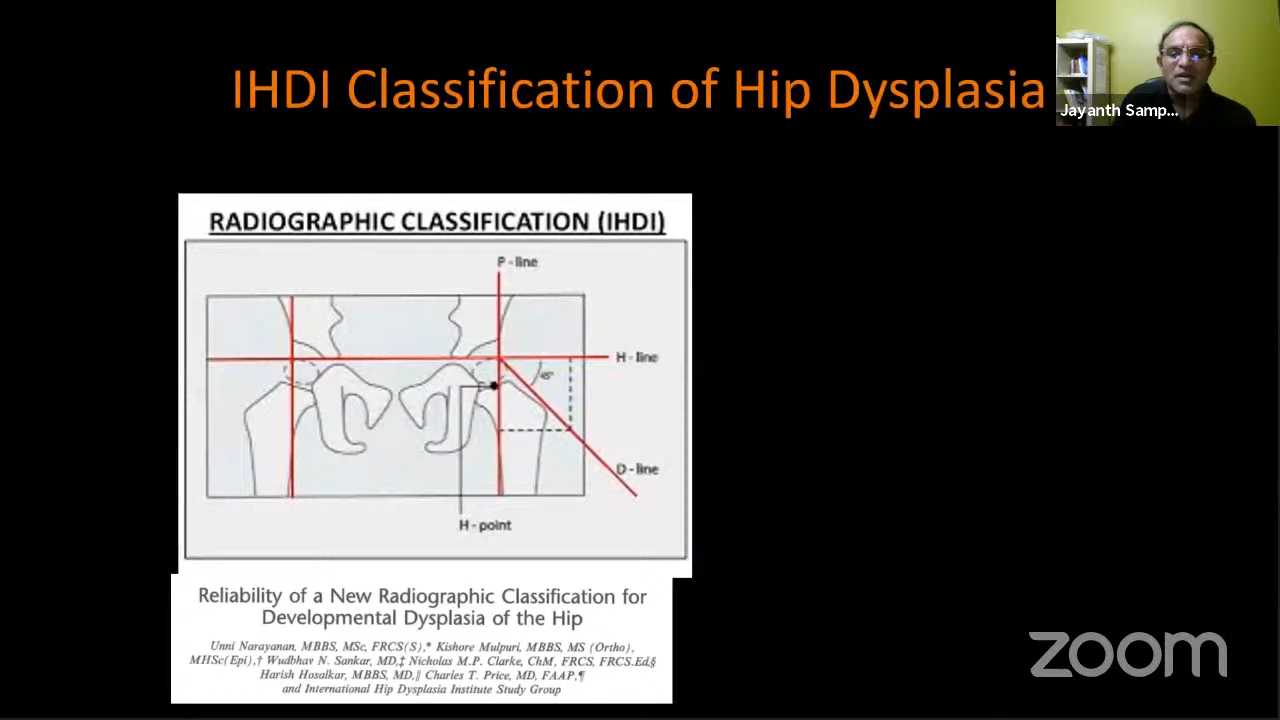 IHDI Classification of Hip Dysplasia
Jayanth Samp...
RADIOGRAPHIC CLASSIFICATION (IHDI)
P - line
H - line
45°
D - line
H - point
Reliability of a New Radiographic Classification for
Developmental Dysplasia of the Hip
Unni Narayanan, MBBS, MSc, FRCS(S),* Kishore Mulpuri, MBBS, MS (Ortho),
MHSc(Epi),† Wudbhav N. Sankar, MD,‡ Nicholas M.P. Clarke, ChM, FRCS, FRCS.Ed,§
Harish Hosalkar, MBBS, MD,∥ Charles T. Price, MD, FAAP,¶
and International Hip Dysplasia Institute Study Group
zoom